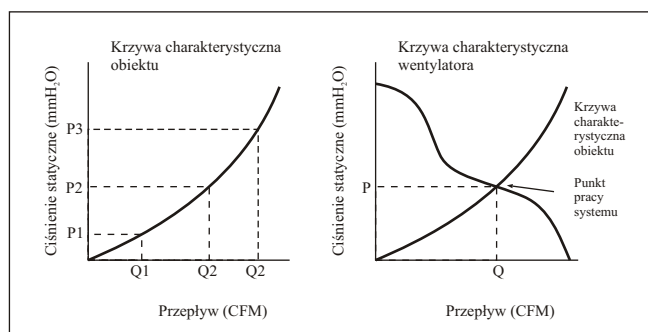 Krzywa charakterystyczna
obiektu
Ciśnienie statyczne (mmH2O)
P3
P2
P1
Q1
Q2
Q2
Przepływ (CFM)
Krzywa charakterystyczna
wentylatora
Ciśnienie statyczne (mmH2O)
Krzywa
charakte-
rystyczna
obiektu
P
Punkt
pracy
systemu
Q
Przepływ (CFM)